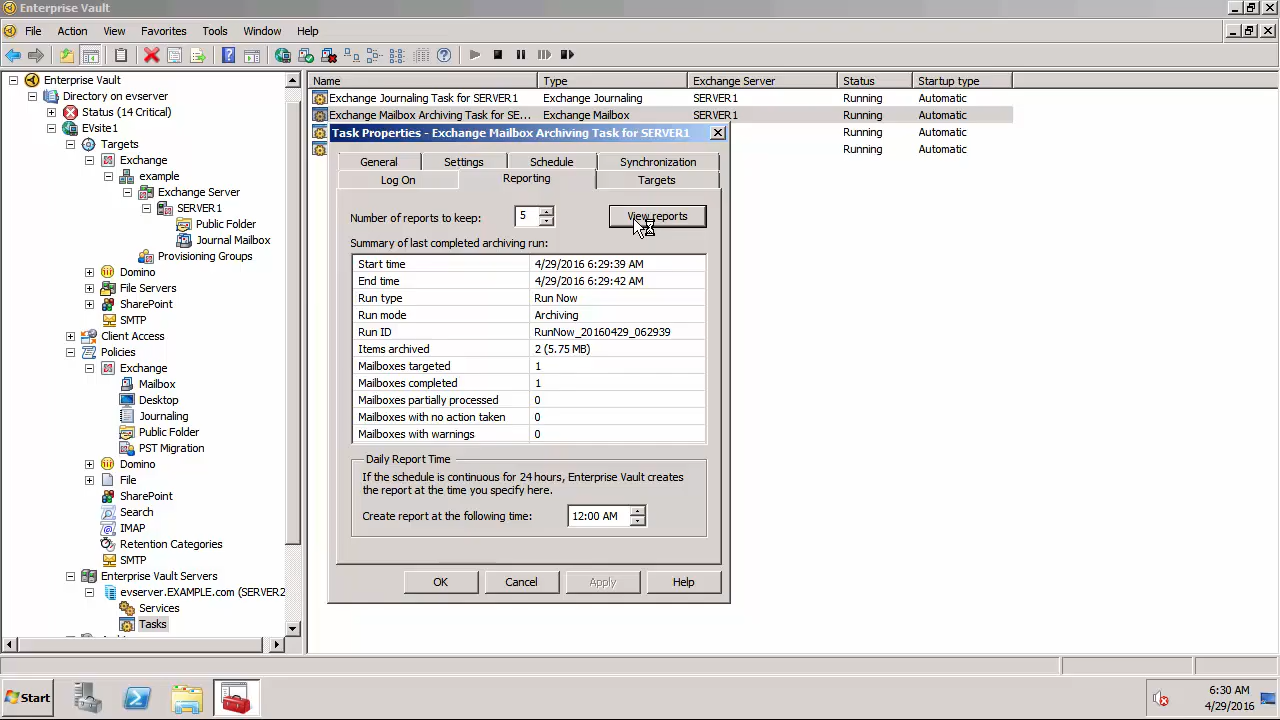 Enterprise Vault
File Action View Favorites Tools Window Help
Enterprise Vault
Directory on evserver
Status (14 Critical)
EVsite1
Targets
Exchange
example
Exchange Server
SERVER1
Public Folder
Journal Mailbox
Provisioning Groups
Domino
File Servers
SharePoint
SMTP
Client Access
Policies
Exchange
Mailbox
Desktop
Journaling
Public Folder
PST Migration
Domino
File
SharePoint
Search
IMAP
Retention Categories
SMTP
Enterprise Vault Servers
evserver.EXAMPLE.com (SERVER2
Services
Tasks
Name Type Exchange Server Status Startup type
Exchange Journaling Task for SERVER1 Exchange Journaling SERVER1 Running Automatic
Exchange Mailbox Archiving Task for SE... Exchange Mailbox SERVER1 Running Automatic
Running Automatic
Running Automatic
Task Properties - Exchange Mailbox Archiving Task for SERVER1
General Settings Schedule Synchronization
Log On Reporting Targets
Number of reports to keep: 5 View reports
Summary of last completed archiving run:
Start time 4/29/2016 6:29:39 AM
End time 4/29/2016 6:29:42 AM
Run type Run Now
Run mode Archiving
Run ID RunNow_20160429_062939
Items archived 2 (5.75 MB)
Mailboxes targeted 1
Mailboxes completed 1
Mailboxes partially processed 0
Mailboxes with no action taken 0
Mailboxes with warnings 0
Daily Report Time
If the schedule is continuous for 24 hours, Enterprise Vault creates
the report at the time you specify here.
Create report at the following time: 12:00 AM
OK Cancel Apply Help
Start
6:30 AM
4/29/2016